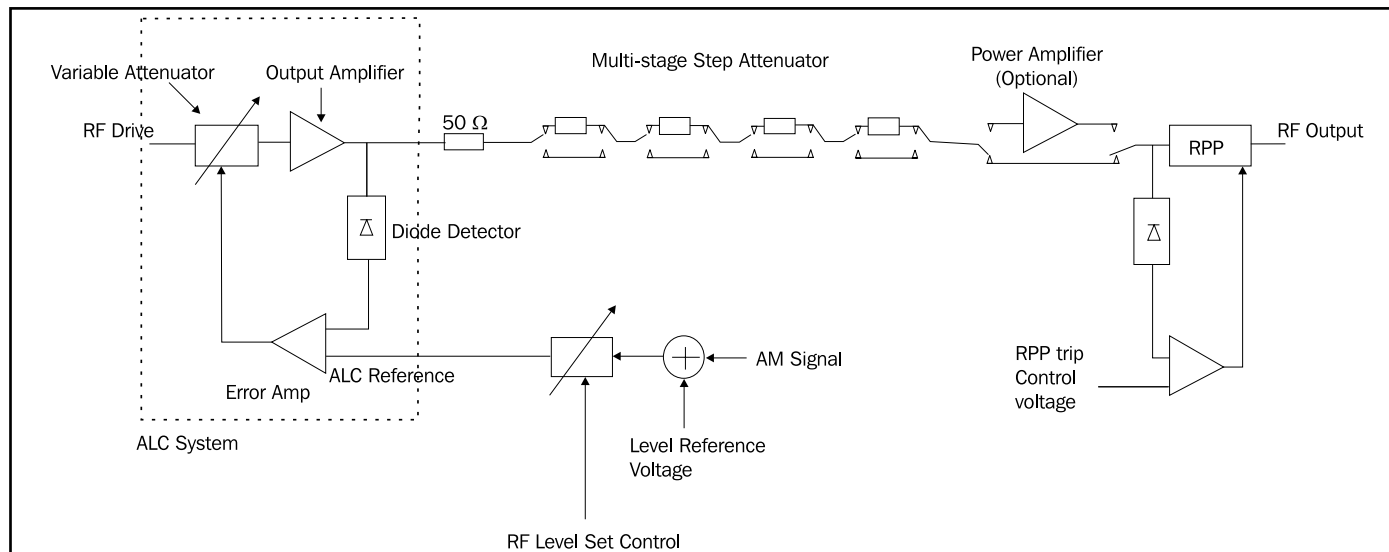 Variable Attenuator
Output Amplifier
Multi-stage Step Attenuator
Power Amplifier
(Optional)
RF Drive
50 Ω
RPP
RF Output
Diode Detector
AM Signal
RPP trip
Control
voltage
ALC Reference
Error Amp
ALC System
Level Reference
Voltage
RF Level Set Control